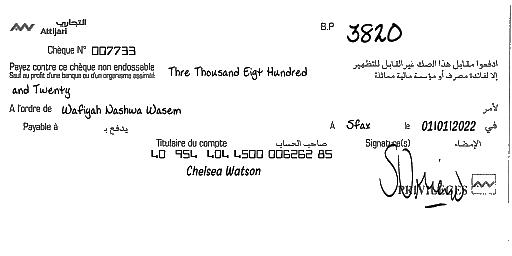 التجاري
Attijari
B.P 3820
Chèque N° 007733
Payez contre ce chèque non endossable
Sauf au profit d'une banque ou d'un organisme assimilé
Thre Thousand Eigt Hundred
ادفعوا مقابل هذا الصك غير القابل للتظهير
إلا لفائدة مصرف أو مؤسسة مالية مماثلة
and Twenty
A l'ordre de Wafiyah Nashwa Wasem لأمر
Payable à يدفع بـ A Sfax le 01/01/2022 في
Titulaire du compte صاحب الحساب Signature(s) الإمضاء
40 954 404 4500 006262 85
Chelsea Watson
PRIVILEGES